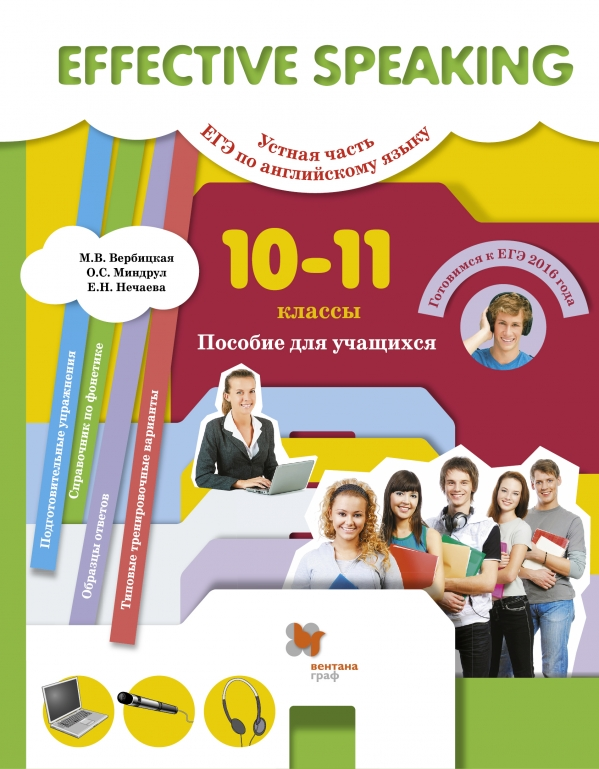 EFFECTIVE SPEAKING
Устная часть
ЕГЭ по английскому языку
М.В. Вербицкая
О.С. Миндрул
Е.Н. Нечаева
10–11
классы
Пособие для учащихся
Готовимся к ЕГЭ 2016 года
Подготовительные упражнения
Справочник по фонетике
Образцы ответов
Типовые тренировочные варианты
вентана
граф